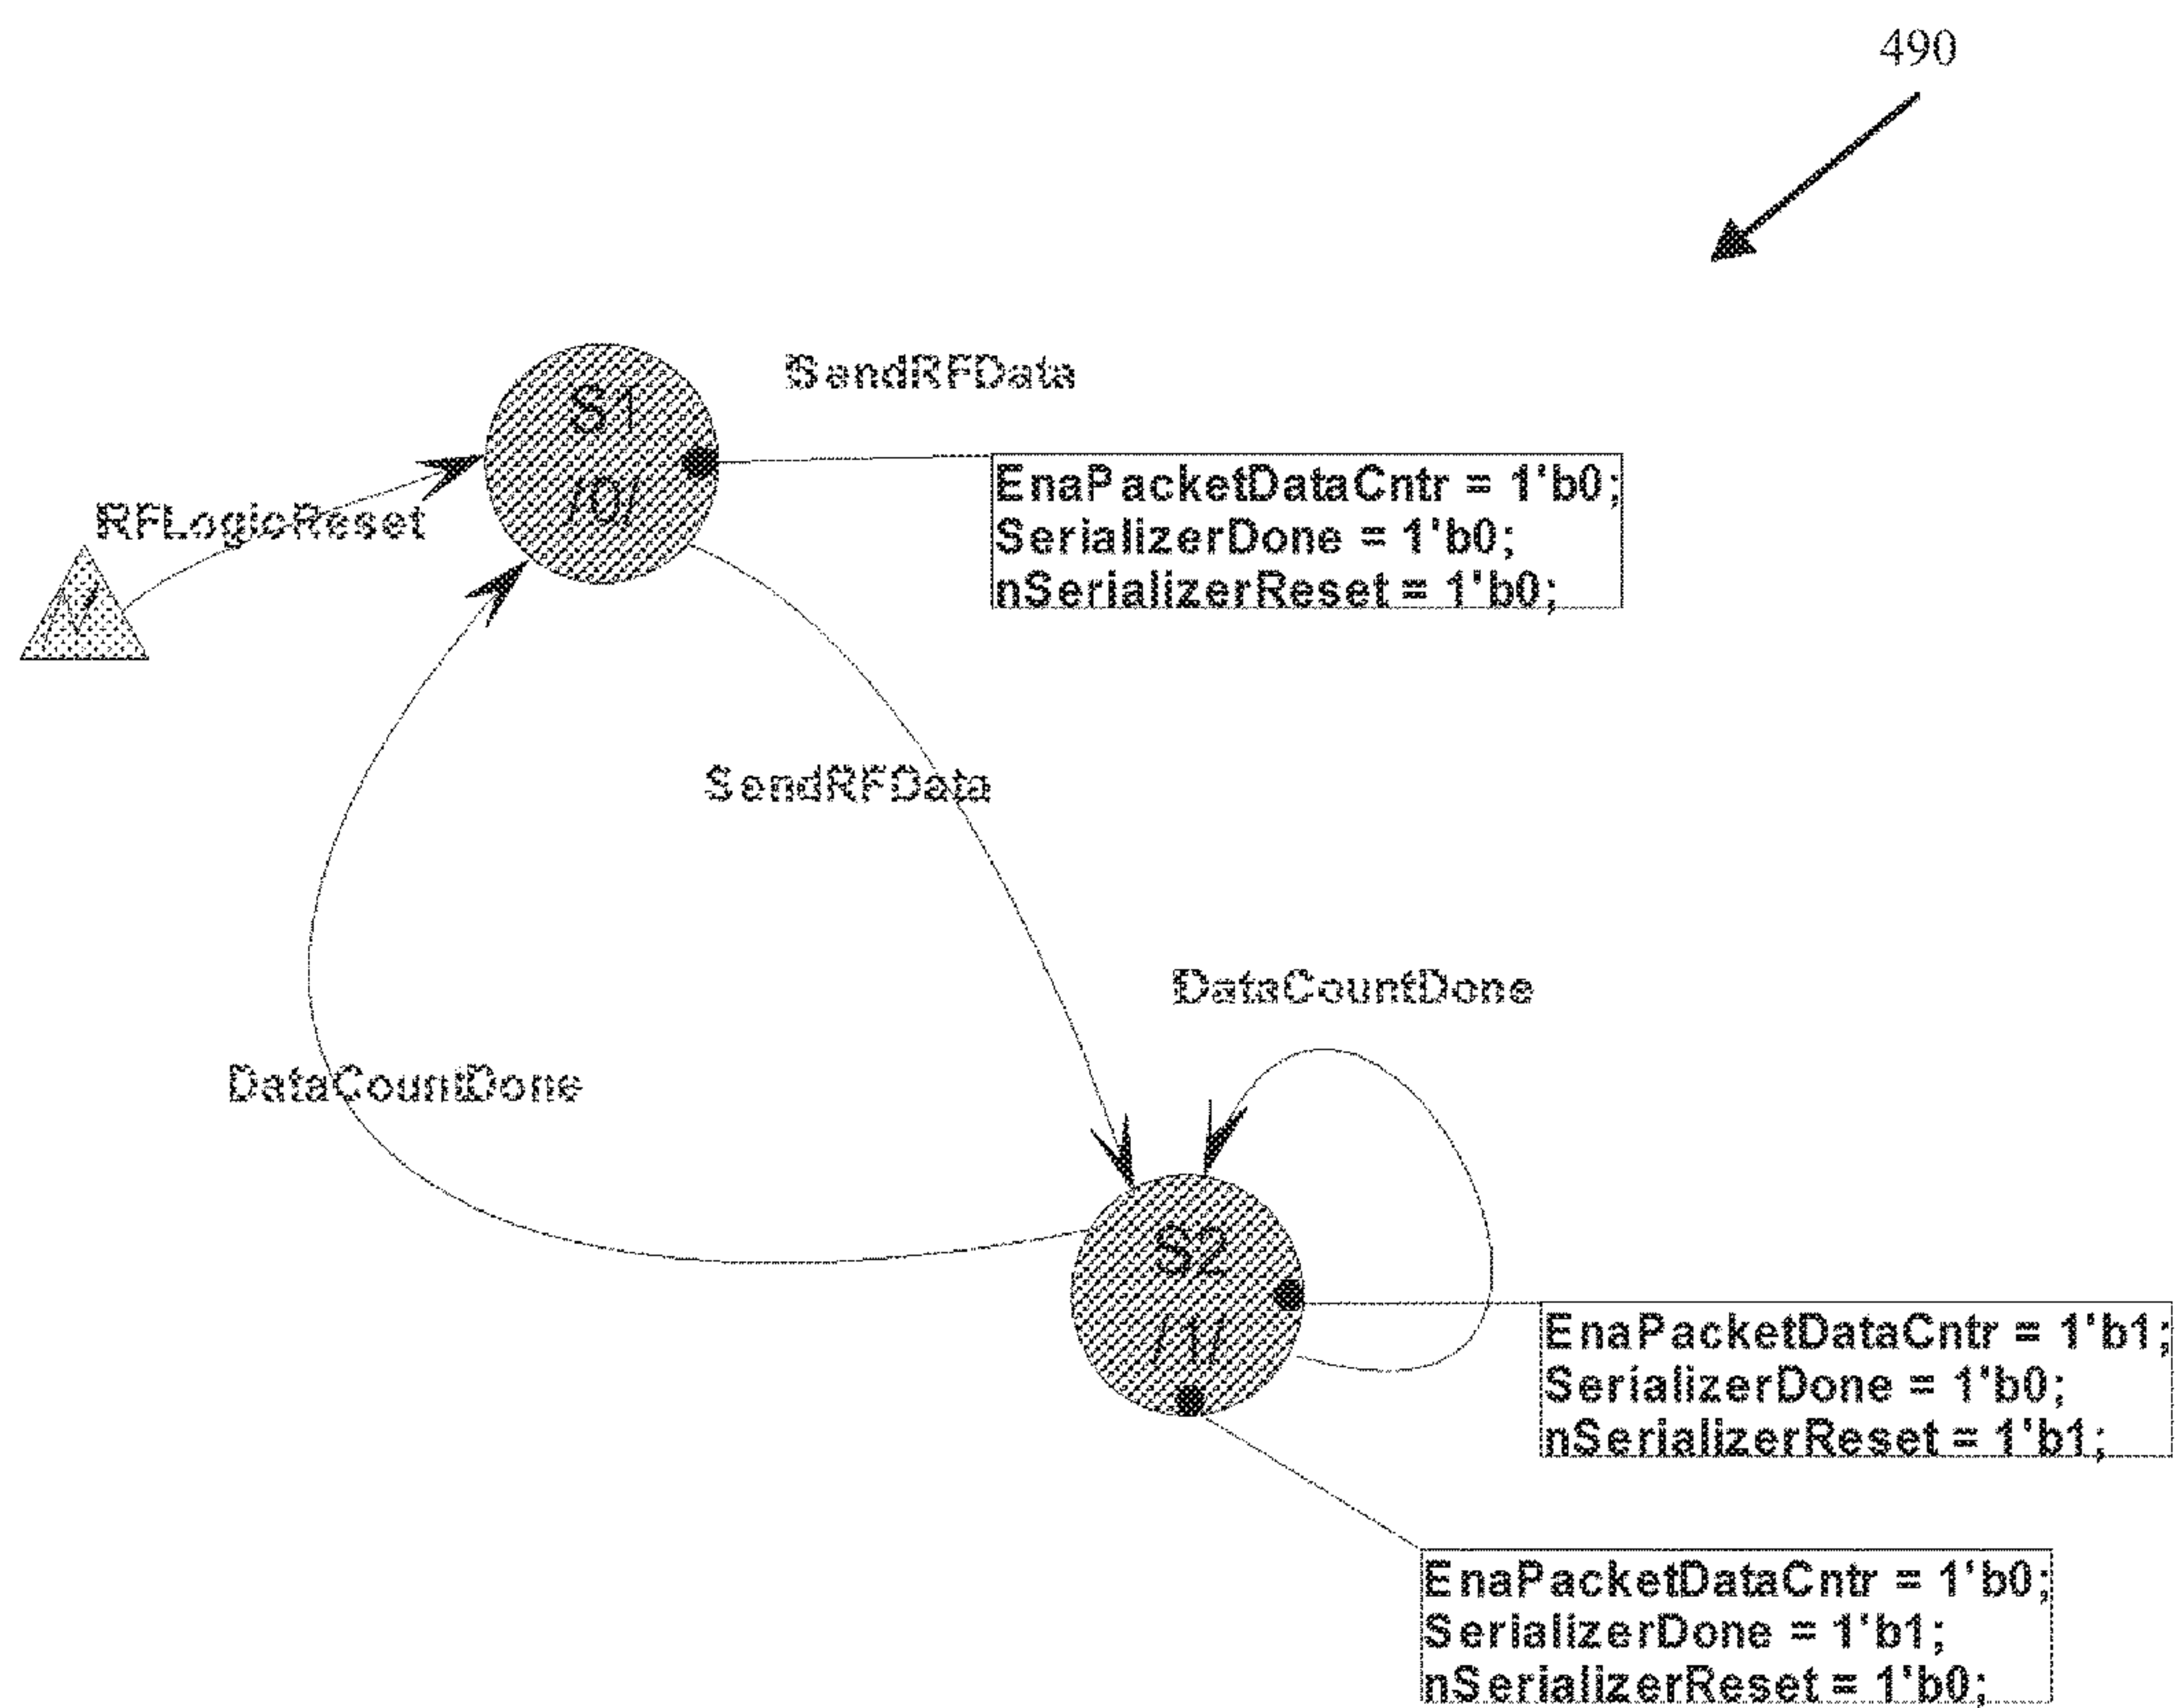 490
SendRFData
S1
/0/
EnaPacketDataCntr = 1'b0;
SerializerDone = 1'b0;
nSerializerReset = 1'b0;
RFLogicReset
SendRFData
DataCountDone
DataCountDone
S2
/1/
EnaPacketDataCntr = 1'b1;
SerializerDone = 1'b0;
nSerializerReset = 1'b1;
EnaPacketDataCntr = 1'b0;
SerializerDone = 1'b1;
nSerializerReset = 1'b0;